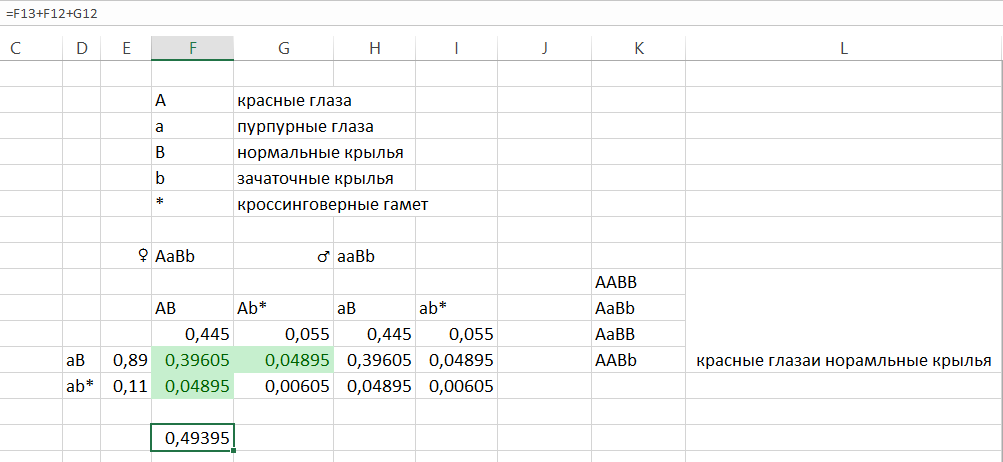 =F13+F12+G12
C D E F G H I J K L
A красные глаза
a пурпурные глаза
B нормальные крылья
b зачаточные крылья
* кроссинговерные гамет
♀ AaBb ♂ aaBb
AABB
AB Ab* aB ab* AaBb
0,445 0,055 0,445 0,055 AaBB
aB 0,89 0,39605 0,04895 0,39605 0,04895 AABb красные глазаи норамльные крылья
ab* 0,11 0,04895 0,00605 0,04895 0,00605
0,49395